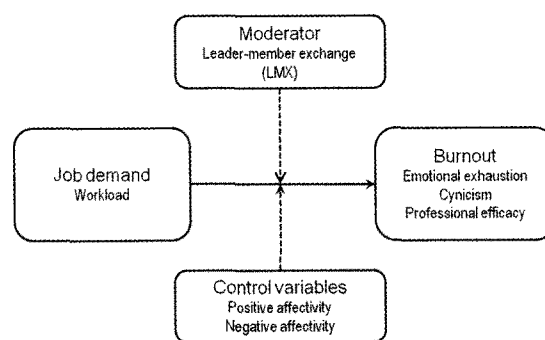 Moderator
Leader-member exchange
(LMX)
Job demand
Workload
Burnout
Emotional exhaustion
Cynicism
Professional efficacy
Control variables
Positive affectivity
Negative affectivity